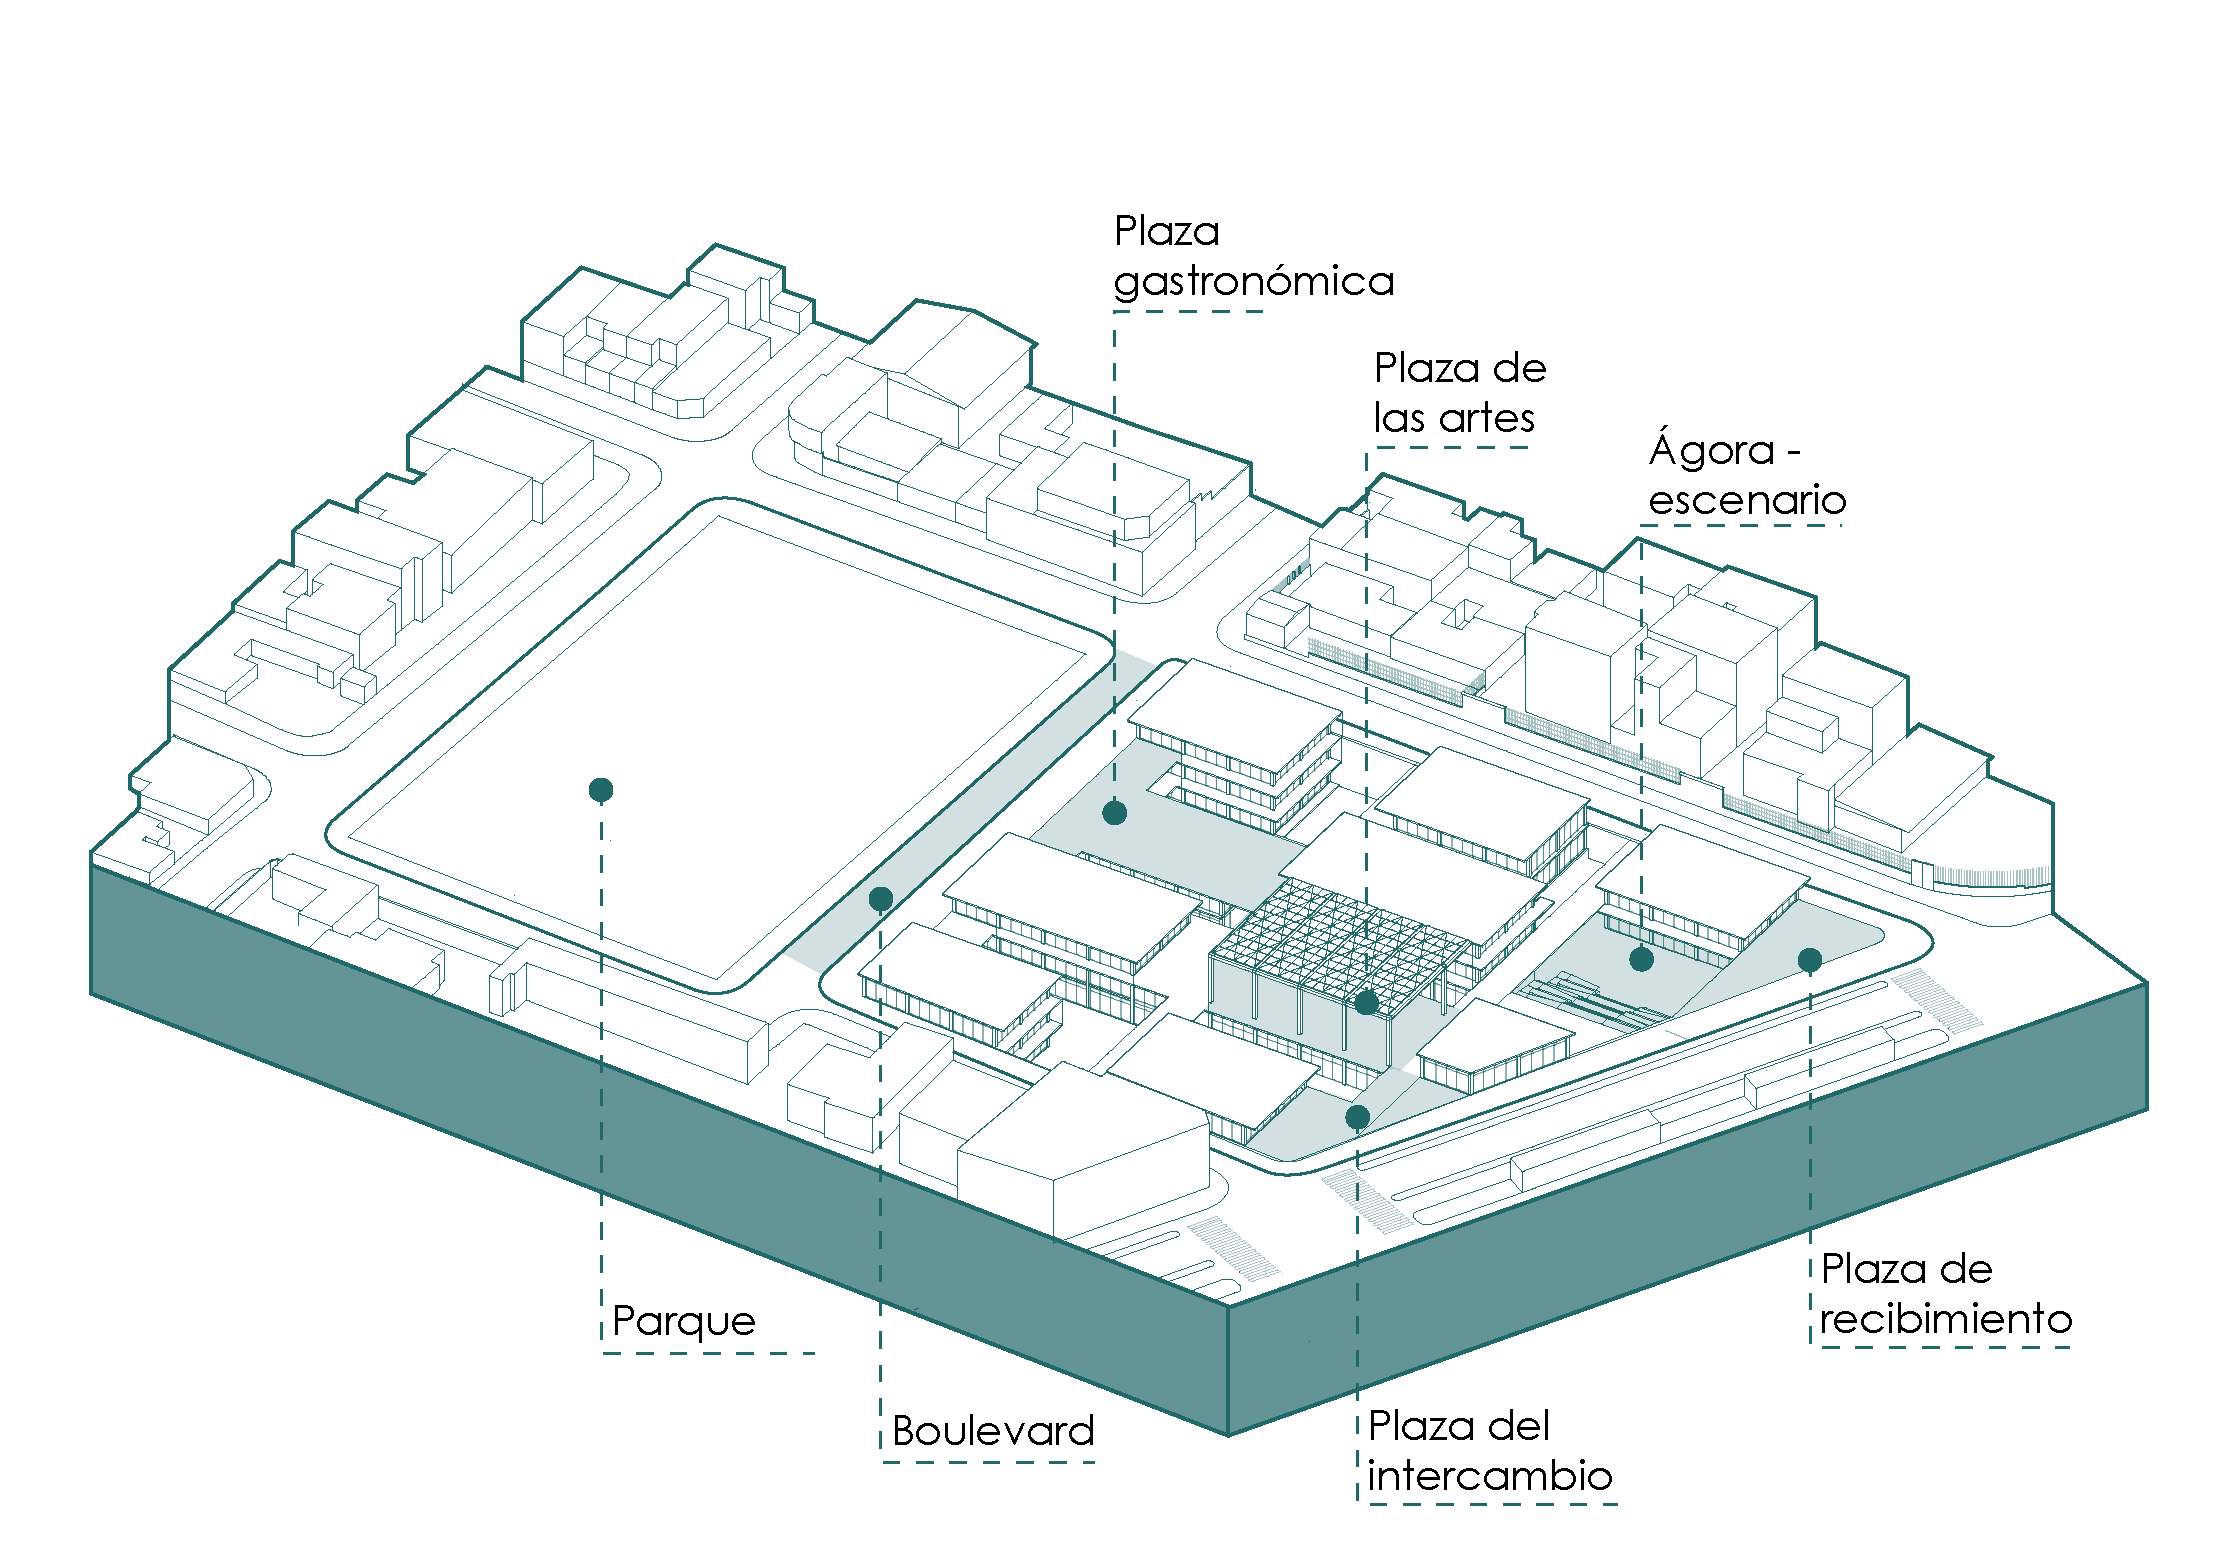 Plaza
gastronómica
Plaza de
las artes
Ágora -
escenario
Plaza de
recibimiento
Parque
Boulevard
Plaza del
intercambio